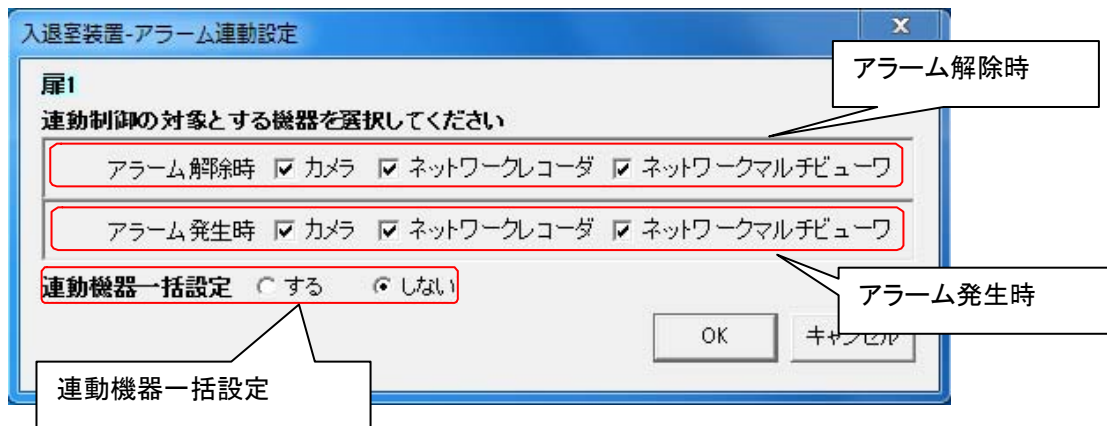 入退室装置-アラーム連動設定
X
アラーム解除時
扉1
連動制御の対象とする機器を選択してください
アラーム解除時 カメラ ネットワークレコーダ ネットワークマルチビューワ
アラーム発生時 カメラ ネットワークレコーダ ネットワークマルチビューワ
連動機器一括設定 する しない
アラーム発生時
OK キャンセル
連動機器一括設定